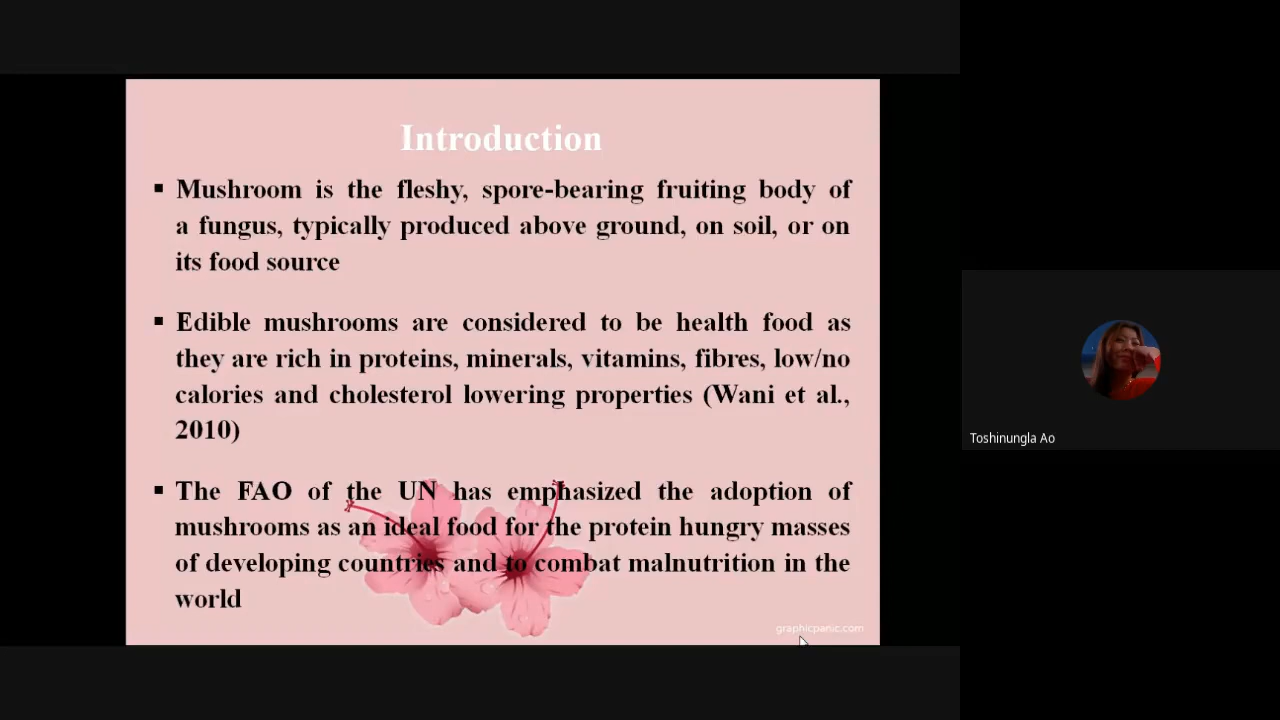 Introduction
▪ Mushroom is the fleshy, spore-bearing fruiting body of
a fungus, typically produced above ground, on soil, or on
its food source
▪ Edible mushrooms are considered to be health food as
they are rich in proteins, minerals, vitamins, fibres, low/no
calories and cholesterol lowering properties (Wani et al.,
2010)
▪ The FAO of the UN has emphasized the adoption of
mushrooms as an ideal food for the protein hungry masses
of developing countries and to combat malnutrition in the
world
graphicpanic.com
Toshinungla Ao